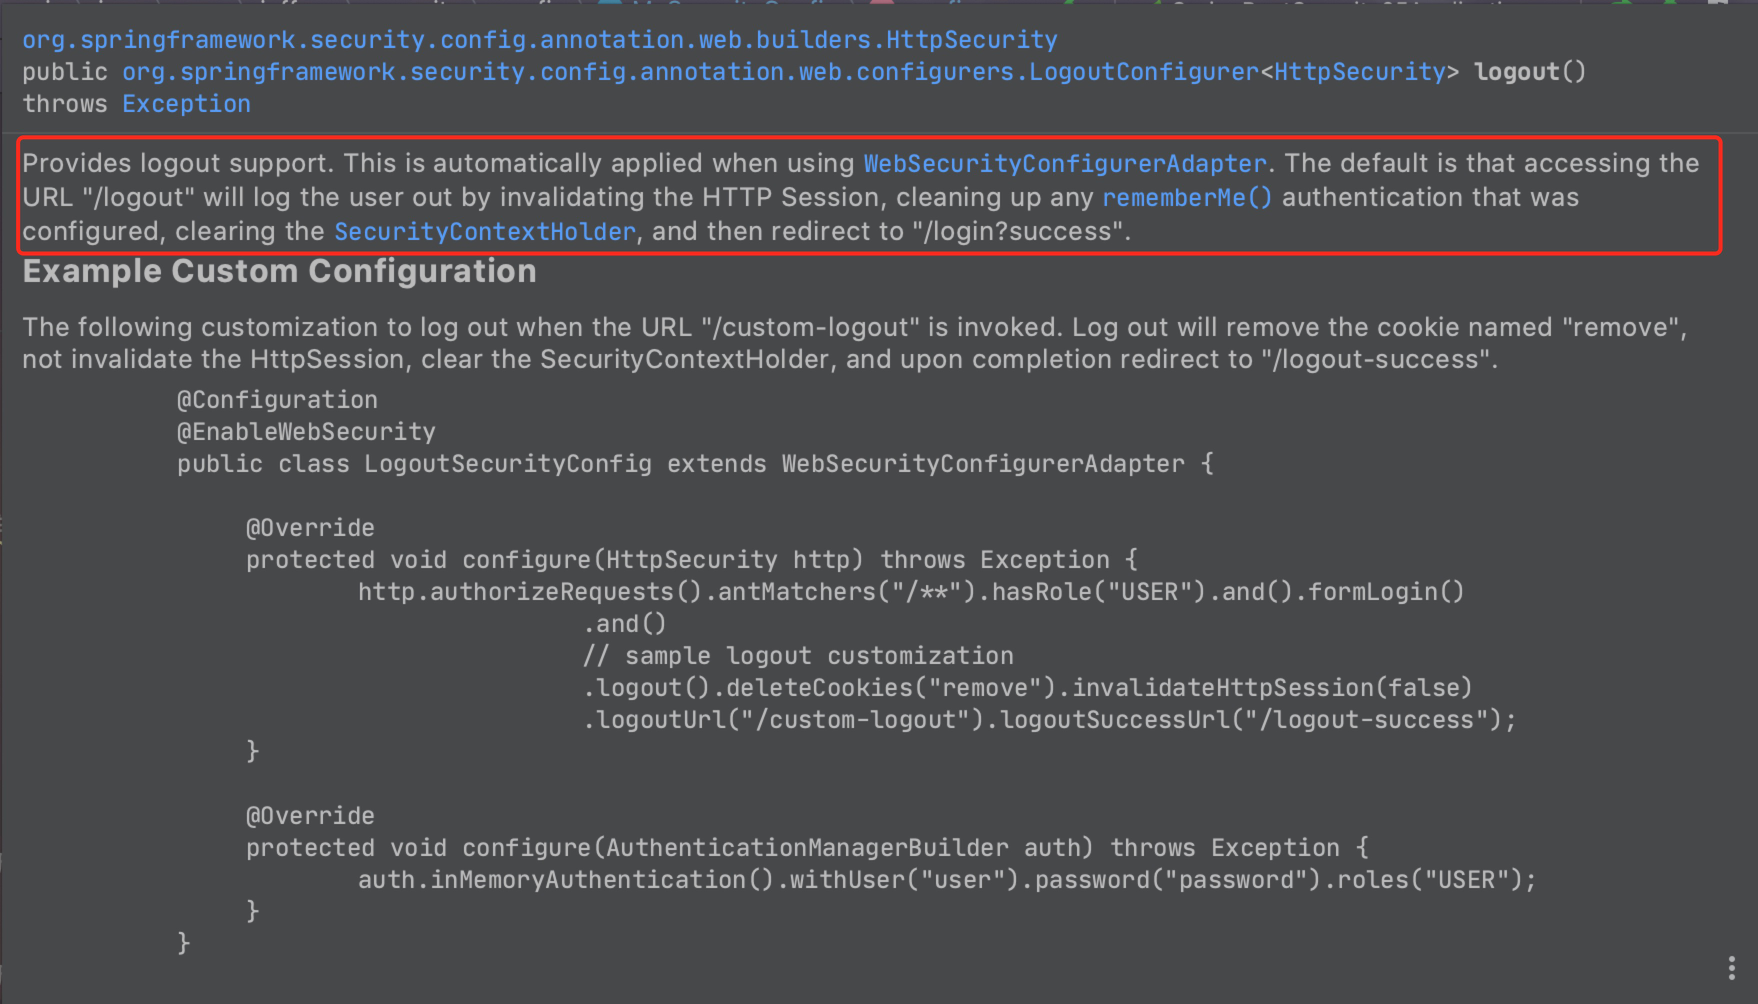 org.springframework.security.config.annotation.web.builders.HttpSecurity
public org.springframework.security.config.annotation.web.configurers.LogoutConfigurer<HttpSecurity> logout()
throws Exception
Provides logout support. This is automatically applied when using WebSecurityConfigurerAdapter. The default is that accessing the
URL "/logout" will log the user out by invalidating the HTTP Session, cleaning up any rememberMe() authentication that was
configured, clearing the SecurityContextHolder, and then redirect to "/login?success".
Example Custom Configuration
The following customization to log out when the URL "/custom-logout" is invoked. Log out will remove the cookie named "remove",
not invalidate the HttpSession, clear the SecurityContextHolder, and upon completion redirect to "/logout-success".
@Configuration
@EnableWebSecurity
public class LogoutSecurityConfig extends WebSecurityConfigurerAdapter {
@Override
protected void configure(HttpSecurity http) throws Exception {
http.authorizeRequests().antMatchers("/**").hasRole("USER").and().formLogin()
.and()
// sample logout customization
.logout().deleteCookies("remove").invalidateHttpSession(false)
.logoutUrl("/custom-logout").logoutSuccessUrl("/logout-success");
}
@Override
protected void configure(AuthenticationManagerBuilder auth) throws Exception {
auth.inMemoryAuthentication().withUser("user").password("password").roles("USER");
}
}